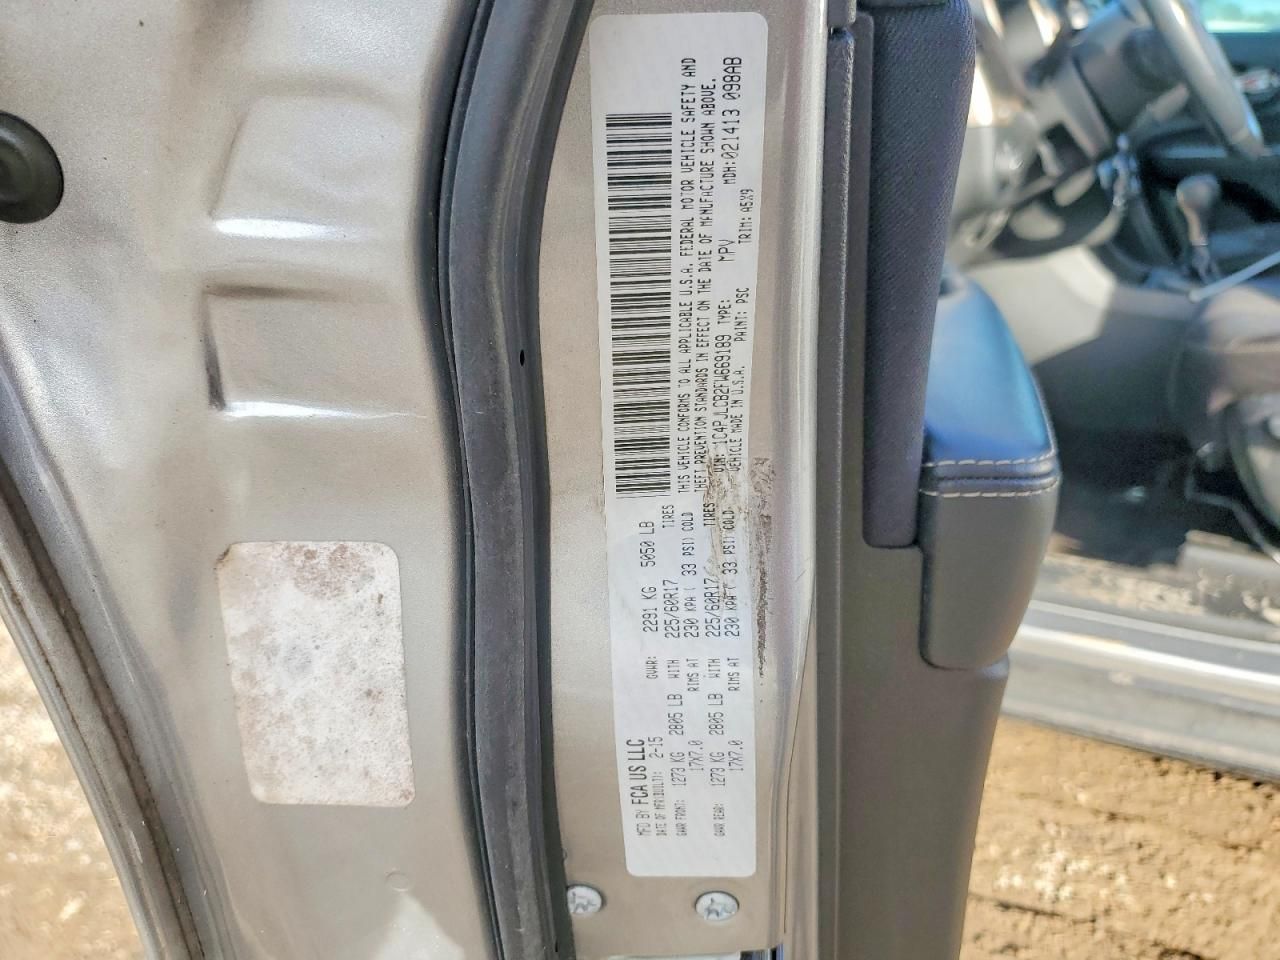 MFD BY FCA US LLC
DATE OF MFR(BUILT): 2-15 GVWR: 2291 KG 5050 LB
GAWR FRONT: 1273 KG 2805 LB WITH 225/60R17 TIRES
17X7.0 RIMS AT 230 KPA ( 33 PSI) COLD
GAWR REAR: 1273 KG 2805 LB WITH 225/60R17 TIRES
17X7.0 RIMS AT 230 KPA ( 33 PSI) COLD
THIS VEHICLE CONFORMS TO ALL APPLICABLE U.S.A. FEDERAL MOTOR VEHICLE SAFETY AND
THEFT PREVENTION STANDARDS IN EFFECT ON THE DATE OF MANUFACTURE SHOWN ABOVE.
VIN: 1C4PJLCB2FW669189 TYPE: MPV MDH:021413 098AB
VEHICLE MADE IN U.S.A. PAINT: PSC TRIM: A5X9